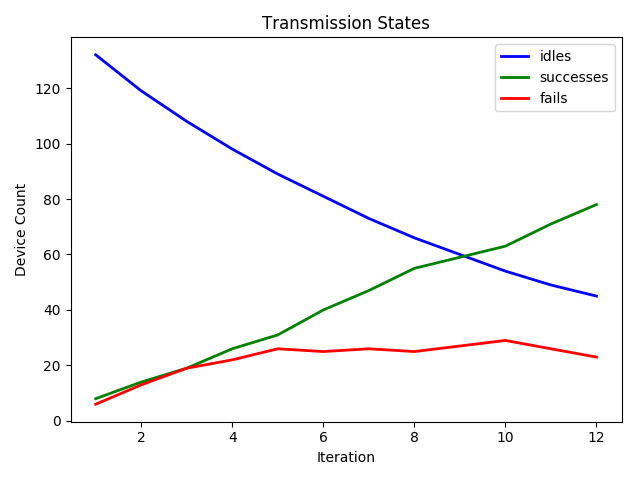 Transmission States
idles
successes
fails
Device Count
120
100
80
60
40
20
0
2 4 6 8 10 12
Iteration